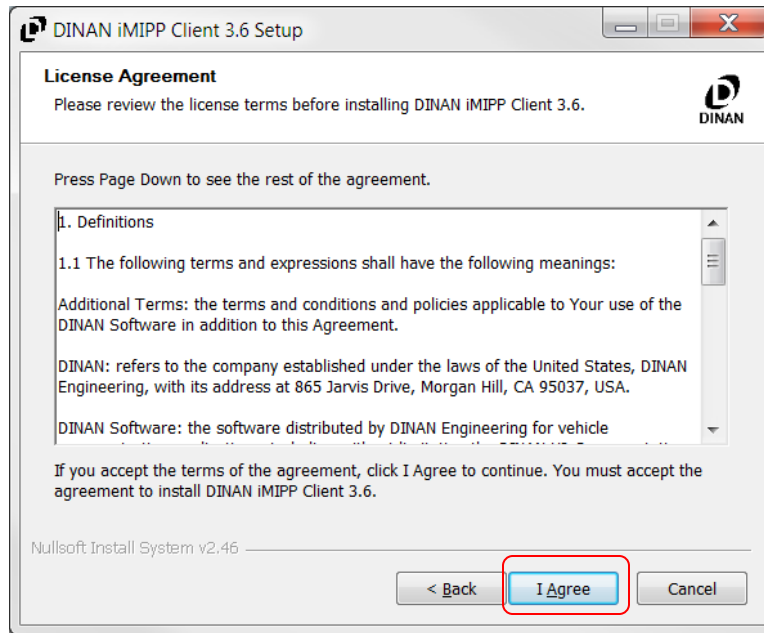 DINAN iMIPP Client 3.6 Setup
License Agreement
Please review the license terms before installing DINAN iMIPP Client 3.6.
DINAN
Press Page Down to see the rest of the agreement.
1. Definitions
1.1 The following terms and expressions shall have the following meanings:
Additional Terms: the terms and conditions and policies applicable to Your use of the
DINAN Software in addition to this Agreement.
DINAN: refers to the company established under the laws of the United States, DINAN
Engineering, with its address at 865 Jarvis Drive, Morgan Hill, CA 95037, USA.
DINAN Software: the software distributed by DINAN Engineering for vehicle
If you accept the terms of the agreement, click I Agree to continue. You must accept the
agreement to install DINAN iMIPP Client 3.6.
Nullsoft Install System v2.46
< Back
I Agree
Cancel